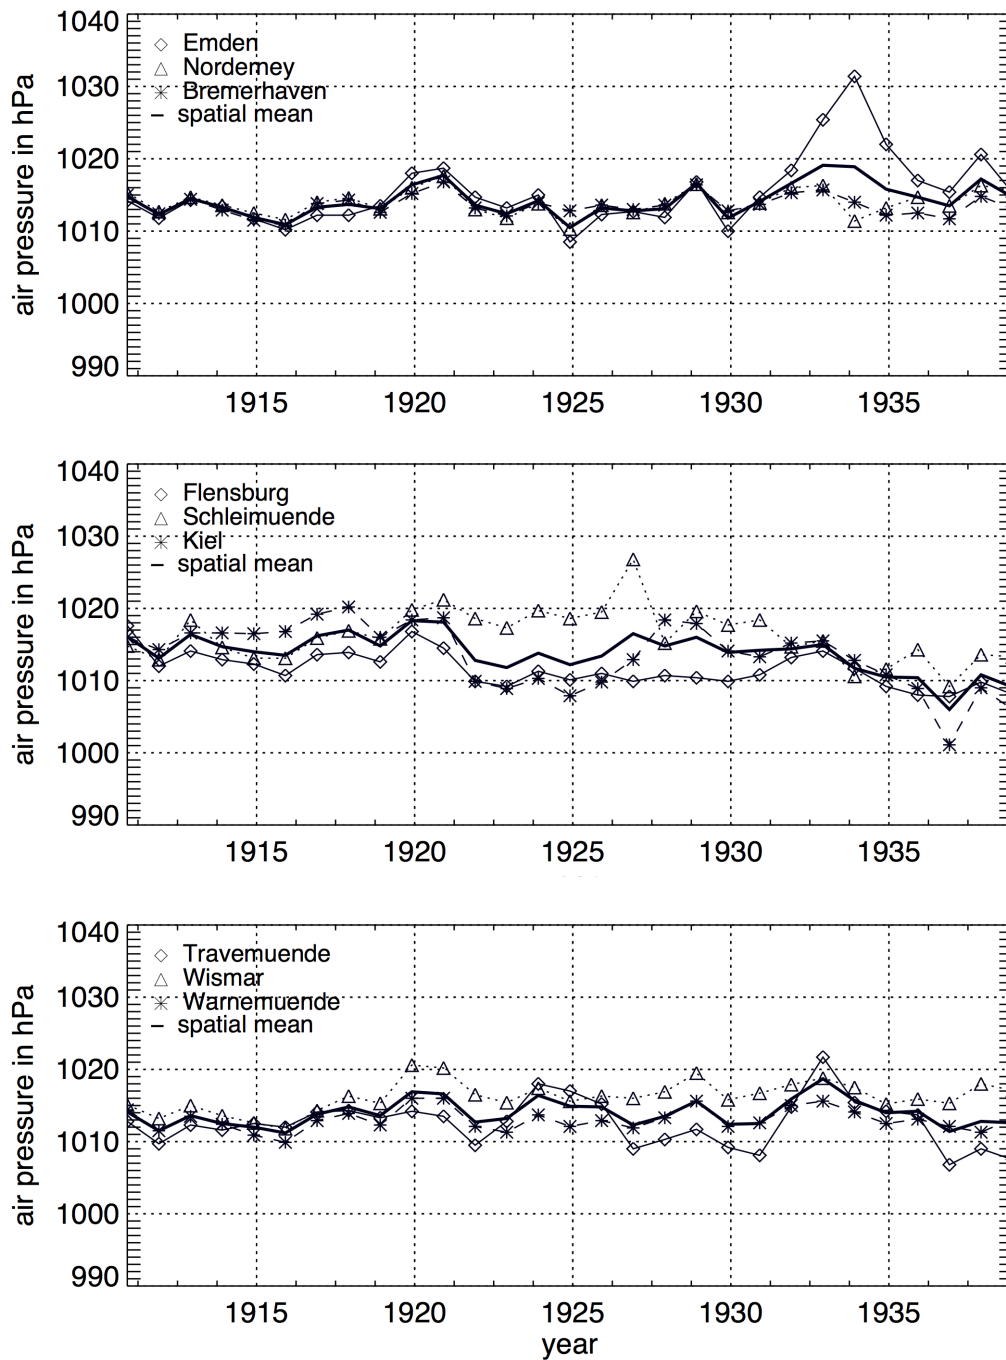 1040
1030
1020
1010
1000
990
air pressure in hPa
Emden
Norderney
Bremerhaven
spatial mean
1915 1920 1925 1930 1935
1040
1030
1020
1010
1000
990
air pressure in hPa
Flensburg
Schleimuende
Kiel
spatial mean
1915 1920 1925 1930 1935
1040
1030
1020
1010
1000
990
air pressure in hPa
Travemuende
Wismar
Warnemuende
spatial mean
1915 1920 1925 1930 1935
year